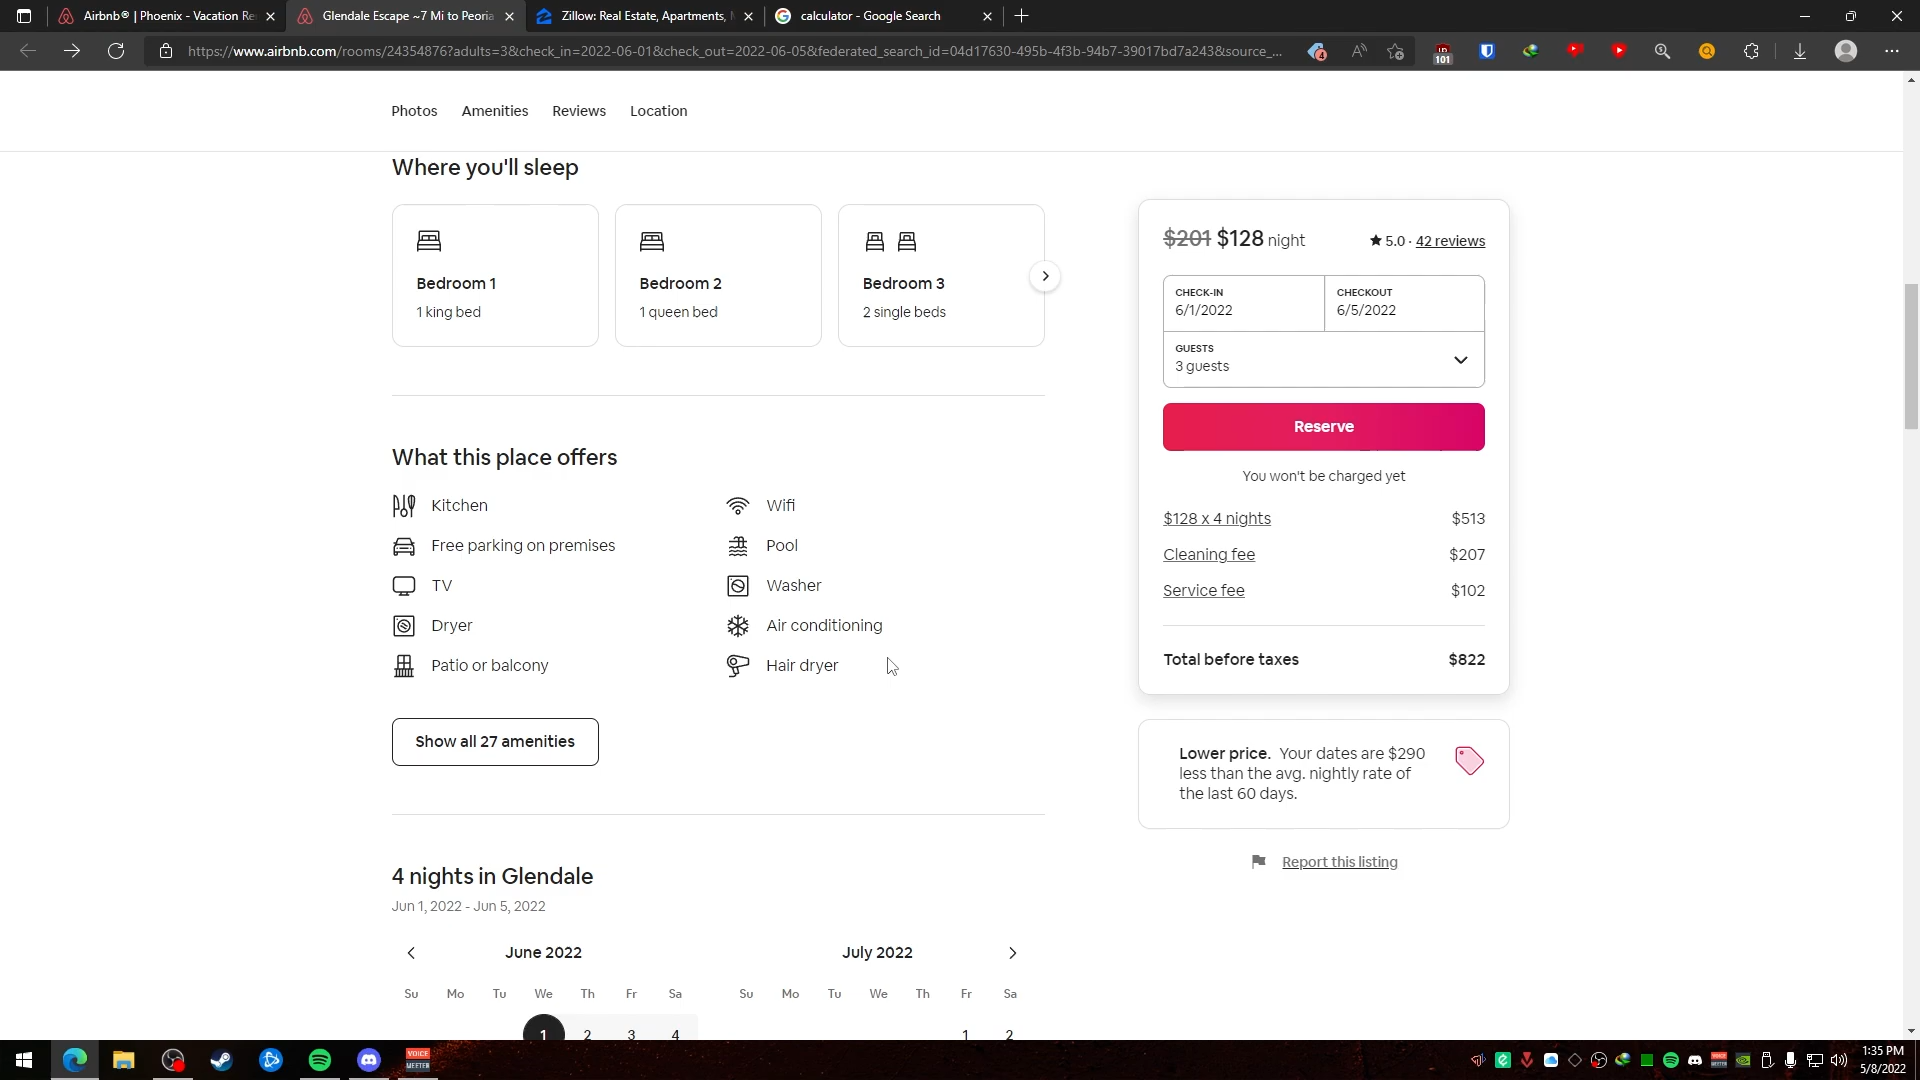 Airbnb® | Phoenix - Vacation Re
Glendale Escape ~7 Mi to Peoria
Zillow: Real Estate, Apartments,
calculator - Google Search
https://www.airbnb.com/rooms/24354876?adults=3&check_in=2022-06-01&check_out=2022-06-05&federated_search_id=04d17630-495b-4f3b-94b7-39017bd7a243&source_...
4
101
Photos
Amenities
Reviews
Location
Where you'll sleep
Bedroom 1
1 king bed
Bedroom 2
1 queen bed
Bedroom 3
2 single beds
$201 $128 night
5.0 · 42 reviews
CHECK-IN
6/1/2022
CHECKOUT
6/5/2022
GUESTS
3 guests
Reserve
You won't be charged yet
$128 x 4 nights
$513
Cleaning fee
$207
Service fee
$102
Total before taxes
$822
Lower price. Your dates are $290
less than the avg. nightly rate of
the last 60 days.
Report this listing
What this place offers
Kitchen
Wifi
Free parking on premises
Pool
TV
Washer
Dryer
Air conditioning
Patio or balcony
Hair dryer
Show all 27 amenities
4 nights in Glendale
Jun 1, 2022 - Jun 5, 2022
June 2022
July 2022
Su Mo Tu We Th Fr Sa
Su Mo Tu We Th Fr Sa
1 2 3 4
1 2
VOICE
MEETER
1:35 PM
5/8/2022